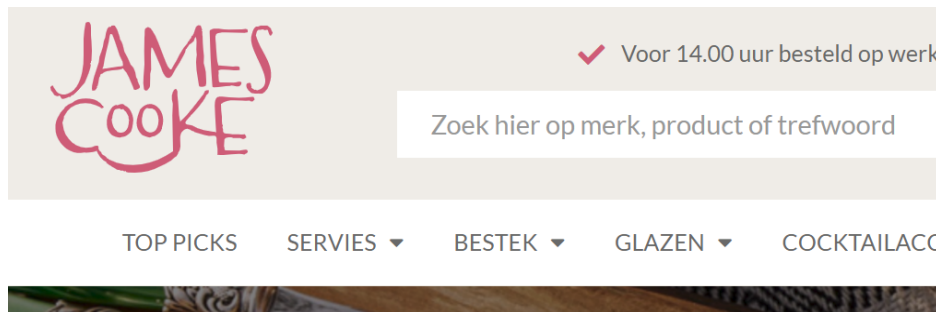 JAMES
COOKE
Voor 14.00 uur besteld op werk
Zoek hier op merk, product of trefwoord
TOP PICKS SERVIES BESTEK GLAZEN COCKTAILACC